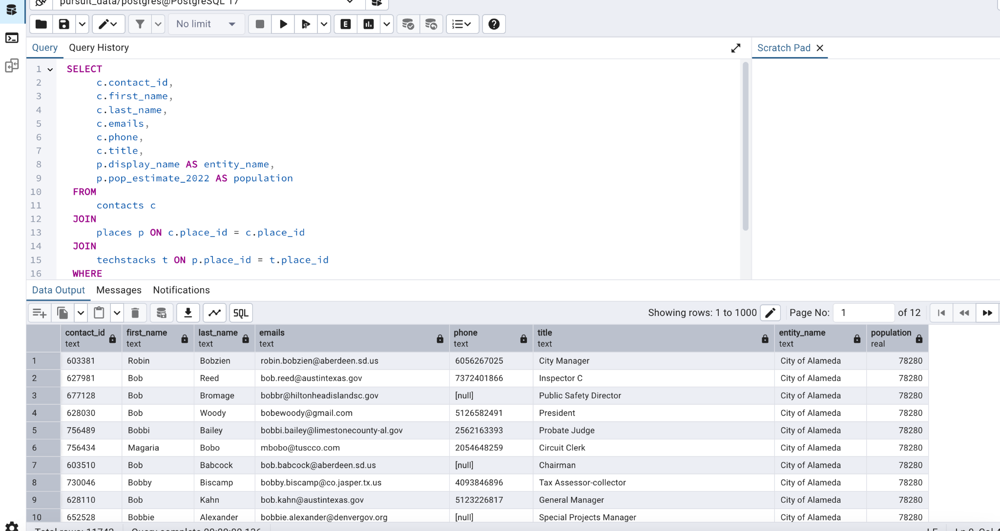 pursuit_data/postgres@PostgreSQL 17
No limit
Query Query History
Scratch Pad
1 SELECT
2 c.contact_id,
3 c.first_name,
4 c.last_name,
5 c.emails,
6 c.phone,
7 c.title,
8 p.display_name AS entity_name,
9 p.pop_estimate_2022 AS population
10 FROM
11 contacts c
12 JOIN
13 places p ON c.place_id = c.place_id
14 JOIN
15 techstacks t ON p.place_id = t.place_id
16 WHERE
Data Output Messages Notifications
SQL Showing rows: 1 to 1000 Page No: 1 of 12
contact_id first_name last_name emails phone title entity_name population
text text text text text text text real
1 603381 Robin Bobzien robin.bobzien@aberdeen.sd.us 6056267025 City Manager City of Alameda 78280
2 627981 Bob Reed bob.reed@austintexas.gov 7372401866 Inspector C City of Alameda 78280
3 677128 Bob Bromage bobbr@hiltonheadislandsc.gov [null] Public Safety Director City of Alameda 78280
4 628030 Bob Woody bobewoody@gmail.com 5126582491 President City of Alameda 78280
5 756489 Bobbi Bailey bobbi.bailey@limestonecounty-al.gov 2562163393 Probate Judge City of Alameda 78280
6 756434 Magaria Bobo mbobo@tuscco.com 2054648259 Circuit Clerk City of Alameda 78280
7 603510 Bob Babcock bob.babcock@aberdeen.sd.us [null] Chairman City of Alameda 78280
8 730046 Bobby Biscamp bobby.biscamp@co.jasper.tx.us 4093846896 Tax Assessor-collector City of Alameda 78280
9 628110 Bob Kahn bob.kahn@austintexas.gov 5123226817 General Manager City of Alameda 78280
10 652528 Bobbie Alexander bobbie.alexander@denvergov.org [null] Special Projects Manager City of Alameda 78280
Total rows: 11742 Query complete 00:00:00.126